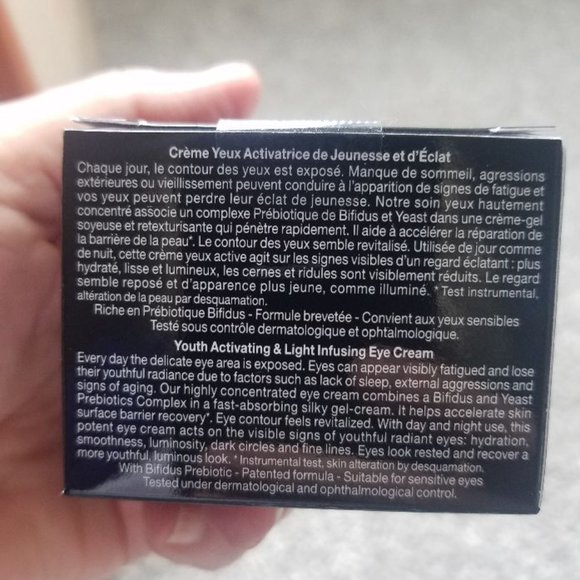 Crème Yeux Activatrice de Jeunesse et d'Éclat
Chaque jour, le contour des yeux est exposé. Manque de sommeil, agressions
extérieures ou vieillissement peuvent conduire à l'apparition de signes de fatigue et
vos yeux peuvent perdre leur éclat de jeunesse. Notre soin yeux hautement
concentré associe un complexe Prébiotique de Bifidus et Yeast dans une crème-gel
soyeuse et retexturisante qui pénètre rapidement. Il aide à accélérer la réparation de
la barrière de la peau*. Le contour des yeux semble revitalisé. Utilisée de jour comme
de nuit, cette crème yeux active agit sur les signes visibles d'un regard éclatant : plus
hydraté, lisse et lumineux, les cernes et ridules sont visiblement réduits. Le regard
semble reposé et d'apparence plus jeune, comme illuminé. * Test instrumental,
altération de la peau par desquamation.
Riche en Prébiotique Bifidus - Formule brevetée - Convient aux yeux sensibles
Testé sous contrôle dermatologique et ophtalmologique.
Youth Activating & Light Infusing Eye Cream
Every day the delicate eye area is exposed. Eyes can appear visibly fatigued and lose
their youthful radiance due to factors such as lack of sleep, external aggressions and
signs of aging. Our highly concentrated eye cream combines a Bifidus and Yeast
Prebiotics Complex in a fast-absorbing silky gel-cream. It helps accelerate skin
surface barrier recovery*. Eye contour feels revitalized. With day and night use, this
potent eye cream acts on the visible signs of youthful radiant eyes: hydration,
smoothness, luminosity, dark circles and fine lines. Eyes look rested and recover a
more youthful, luminous look. * Instrumental test, skin alteration by desquamation.
With Bifidus Prebiotic - Patented formula - Suitable for sensitive eyes
Tested under dermatological and ophthalmological control.